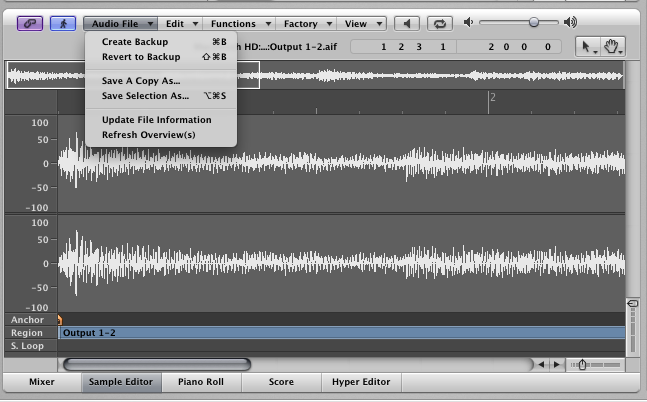 Audio File Edit Functions Factory View
Create Backup ⌘B
Revert to Backup ⇧⌘B
Save A Copy As...
Save Selection As... ⌥⌘S
Update File Information
Refresh Overview(s)
HD:...:Output 1-2.aif
1 2 3 1 2 0 0 0
2
100
50
0
-50
-100
100
50
0
-50
-100
Anchor
Region Output 1-2
S. Loop
Mixer Sample Editor Piano Roll Score Hyper Editor